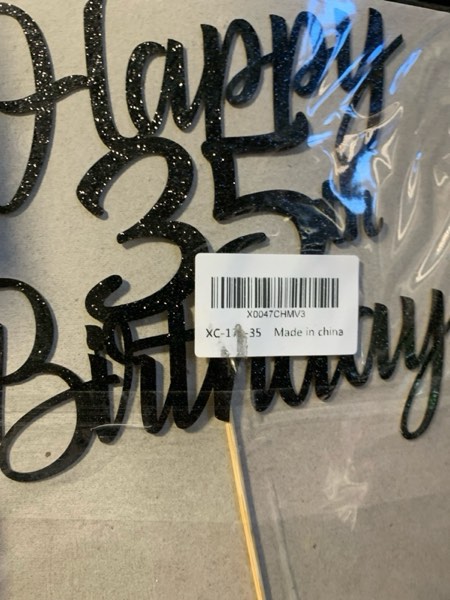 Happy
35th
Birthday
X0047CHMV3
Made in china